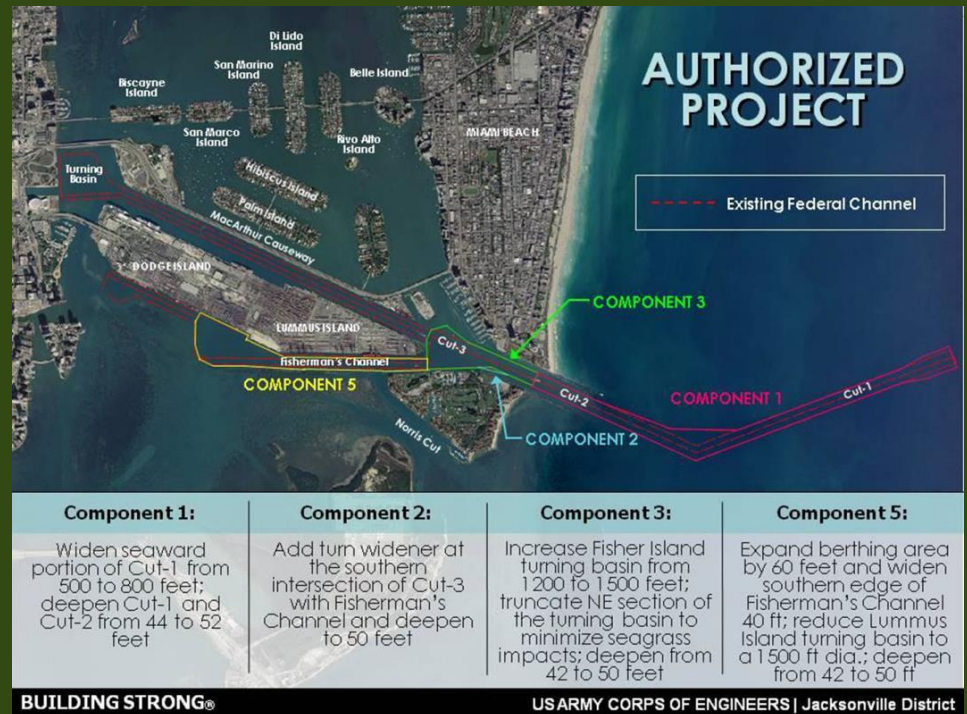 AUTHORIZED
PROJECT
Existing Federal Channel
Di Lido
Island
San Marino
Island
Belle Island
Biscayne
Island
San Marco
Island
Rivo Alto
Island
MIAMI BEACH
Turning
Basin
Hibiscus Island
Palm Island
MacArthur Causeway
DODGE ISLAND
LUMMUS ISLAND
Cut-3
COMPONENT 3
Fisherman's Channel
COMPONENT 5
Cut-2
COMPONENT 1
Cut-1
COMPONENT 2
Norris Cut
Component 1:
Widen seaward
portion of Cut-1 from
500 to 800 feet;
deepen Cut-1 and
Cut-2 from 44 to 52
feet
Component 2:
Add turn widener at
the southern
intersection of Cut-3
with Fisherman's
Channel and deepen
to 50 feet
Component 3:
Increase Fisher Island
turning basin from
1200 to 1500 feet;
truncate NE section of
the turning basin to
minimize seagrass
impacts; deepen from
42 to 50 feet
Component 5:
Expand berthing area
by 60 feet and widen
southern edge of
Fisherman's Channel
40 ft; reduce Lummus
Island turning basin to
a 1500 ft dia.; deepen
from 42 to 50 ft
BUILDING STRONG®
US ARMY CORPS OF ENGINEERS | Jacksonville District